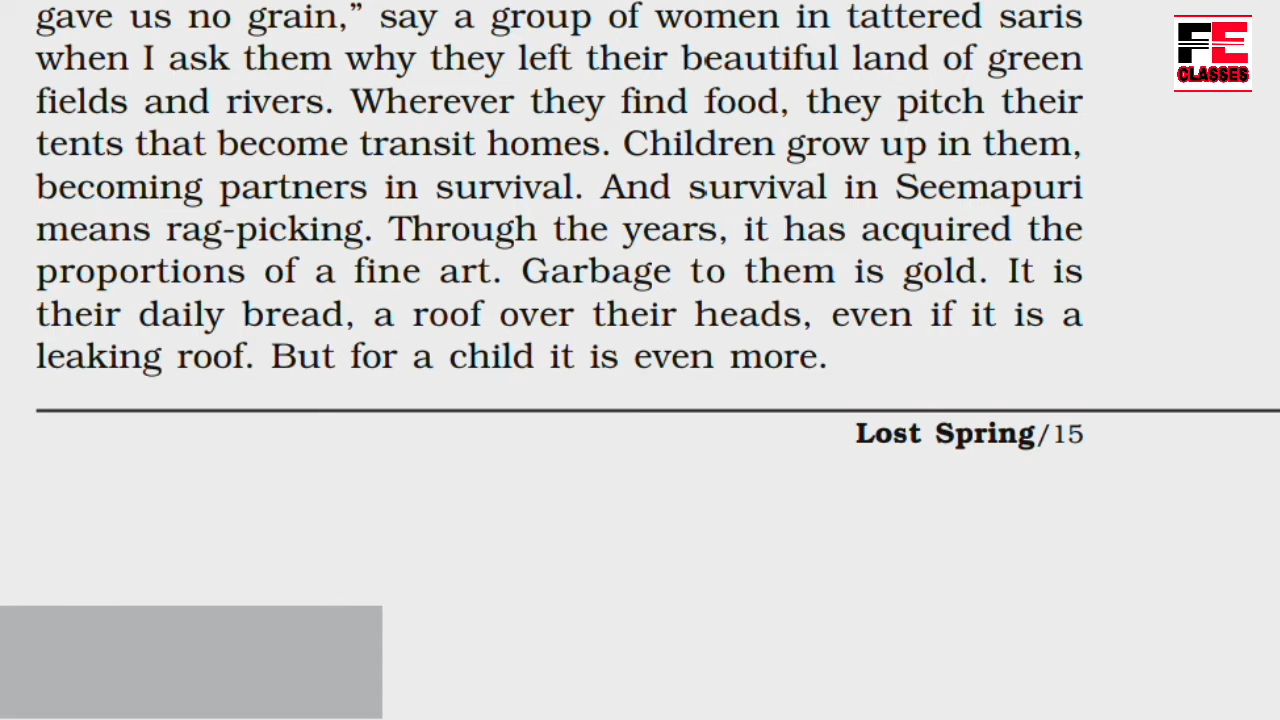 gave us no grain,” say a group of women in tattered saris
when I ask them why they left their beautiful land of green
fields and rivers. Wherever they find food, they pitch their
tents that become transit homes. Children grow up in them,
becoming partners in survival. And survival in Seemapuri
means rag-picking. Through the years, it has acquired the
proportions of a fine art. Garbage to them is gold. It is
their daily bread, a roof over their heads, even if it is a
leaking roof. But for a child it is even more.
Lost Spring/15
FE
CLASSES